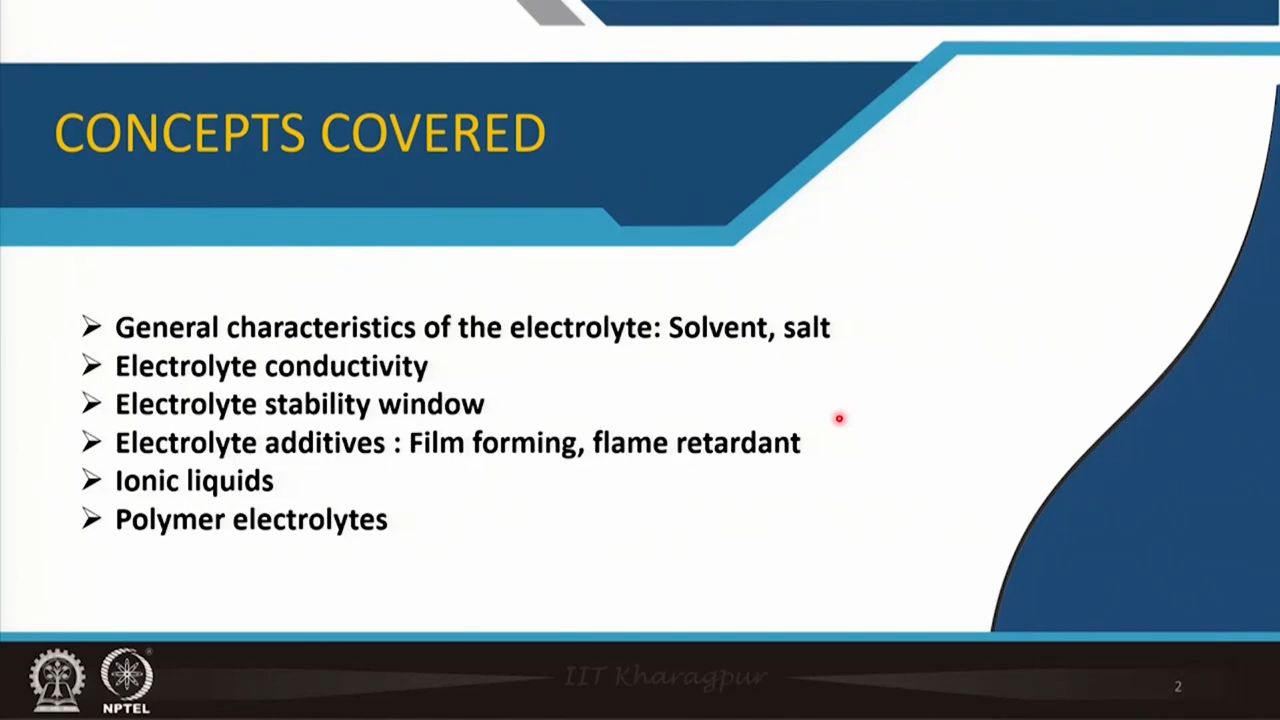 CONCEPTS COVERED
➢ General characteristics of the electrolyte: Solvent, salt
➢ Electrolyte conductivity
➢ Electrolyte stability window
➢ Electrolyte additives : Film forming, flame retardant
➢ Ionic liquids
➢ Polymer electrolytes
NPTEL
IIT Kharagpur
2